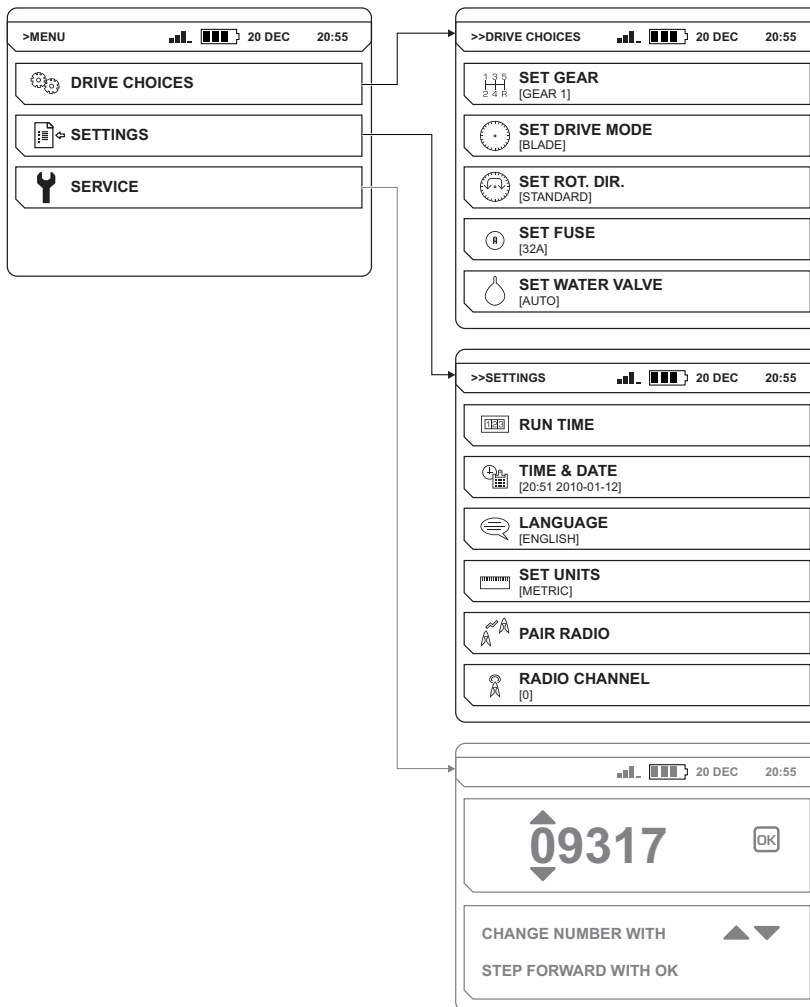 >MENU 20 DEC 20:55
DRIVE CHOICES
SETTINGS
SERVICE
>>DRIVE CHOICES 20 DEC 20:55
1 3 5
2 4 R
SET GEAR
[GEAR 1]
SET DRIVE MODE
[BLADE]
SET ROT. DIR.
[STANDARD]
A
SET FUSE
[32A]
SET WATER VALVE
[AUTO]
>>SETTINGS 20 DEC 20:55
123
RUN TIME
TIME & DATE
[20:51 2010-01-12]
LANGUAGE
[ENGLISH]
SET UNITS
[METRIC]
PAIR RADIO
RADIO CHANNEL
[0]
20 DEC 20:55
09317 OK
CHANGE NUMBER WITH
STEP FORWARD WITH OK